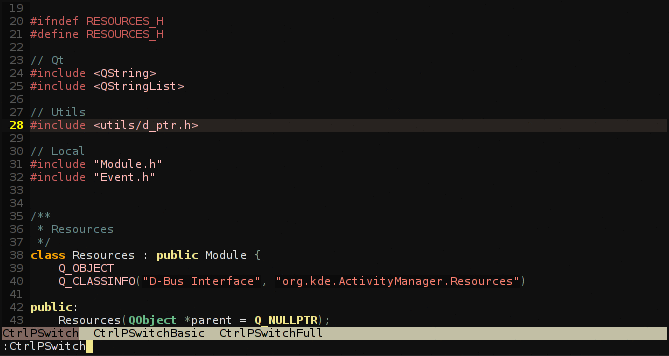 19
20 #ifndef RESOURCES_H
21 #define RESOURCES_H
22
23 // Qt
24 #include <QString>
25 #include <QStringList>
26
27 // Utils
28 #include <utils/d_ptr.h>
29
30 // Local
31 #include "Module.h"
32 #include "Event.h"
33
34
35 /**
36  * Resources
37  */
38 class Resources : public Module {
39     Q_OBJECT
40     Q_CLASSINFO("D-Bus Interface", "org.kde.ActivityManager.Resources")
41
42 public:
43     Resources(QObject *parent = Q_NULLPTR);
CtrlPSwitch  CtrlPSwitchBasic  CtrlPSwitchFull
:CtrlPSwitch